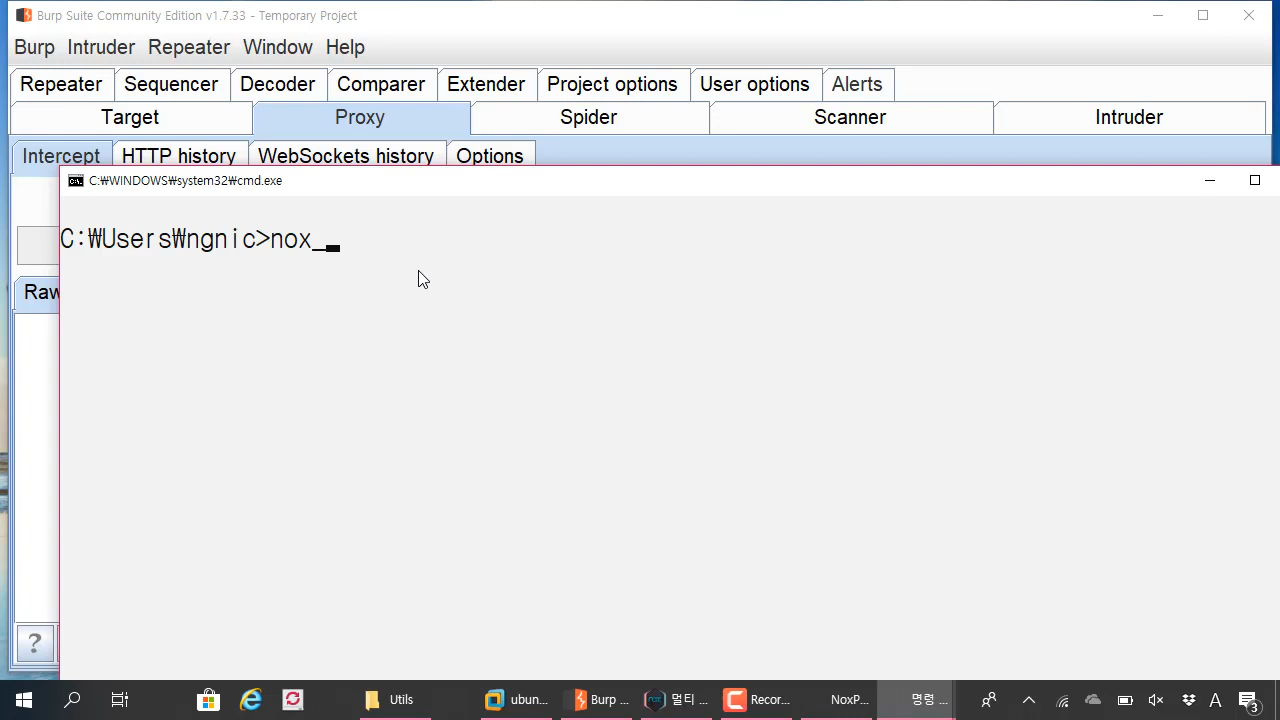 Burp Suite Community Edition v1.7.33 - Temporary Project
Burp Intruder Repeater Window Help
Repeater Sequencer Decoder Comparer Extender Project options User options Alerts
Target Proxy Spider Scanner Intruder
Intercept HTTP history WebSockets history Options
C:₩WINDOWS₩system32₩cmd.exe
C:₩Users₩ngnic>nox_
Raw
?
Utils ubun... Burp ... 멀티 ... Recor... NoxP... 명령 ... A 3